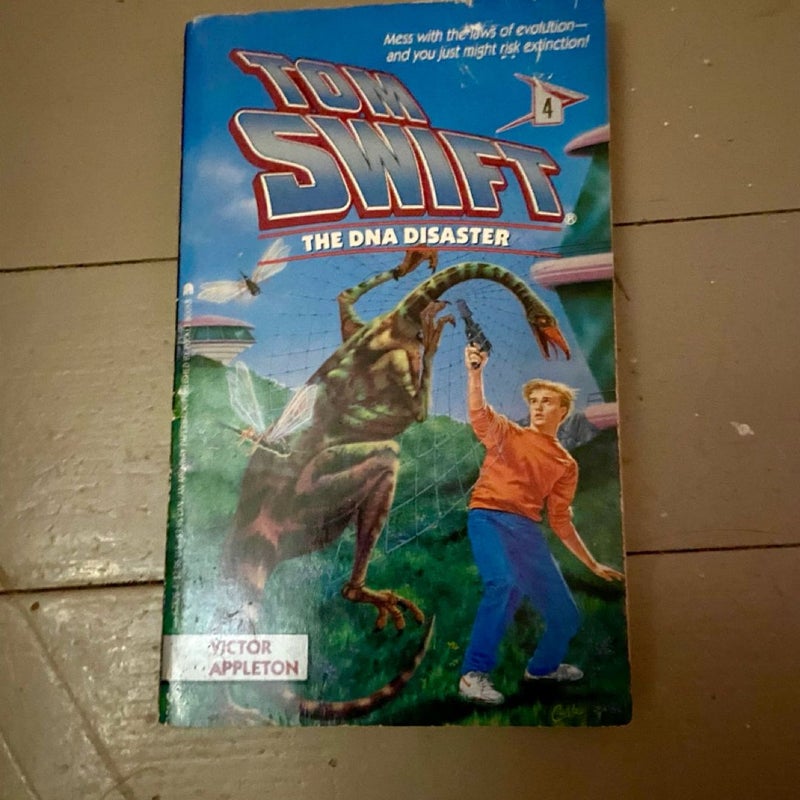 Mess with the laws of evolution—
and you just might risk extinction!
TOM
SWIFT®
4
THE DNA DISASTER
VICTOR
APPLETON